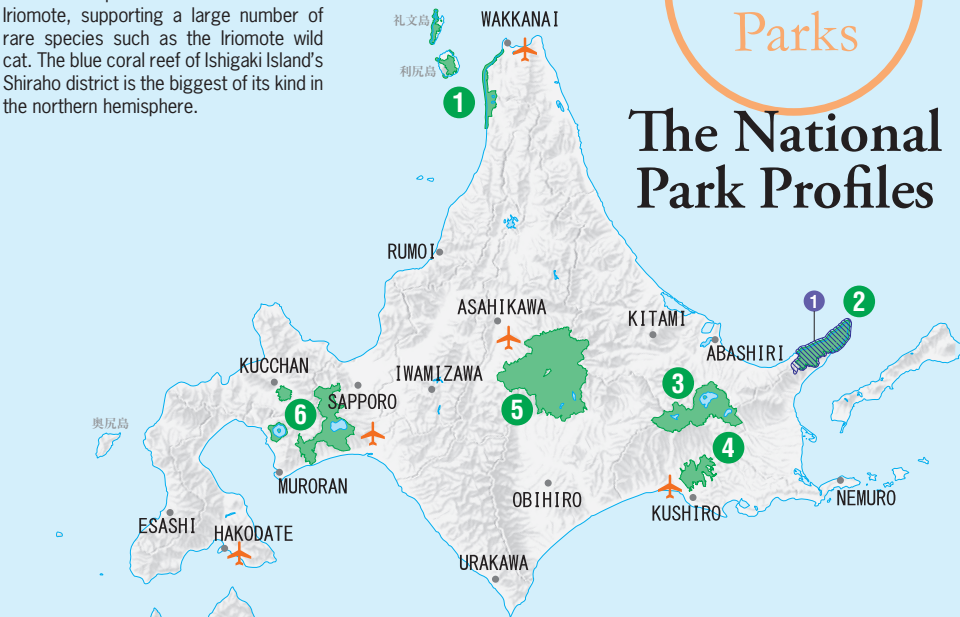 Iriomote, supporting a large number of
rare species such as the Iriomote wild
cat. The blue coral reef of Ishigaki Island's
Shiraho district is the biggest of its kind in
the northern hemisphere.
Parks
The National
Park Profiles
礼文島
WAKKANAI
利尻島
1
RUMOI
ASAHIKAWA
KITAMI
1
2
ABASHIRI
KUCCHAN
IWAMIZAWA
SAPPORO
3
5
6
奥尻島
4
MURORAN
OBIHIRO
KUSHIRO
NEMURO
ESASHI
HAKODATE
URAKAWA